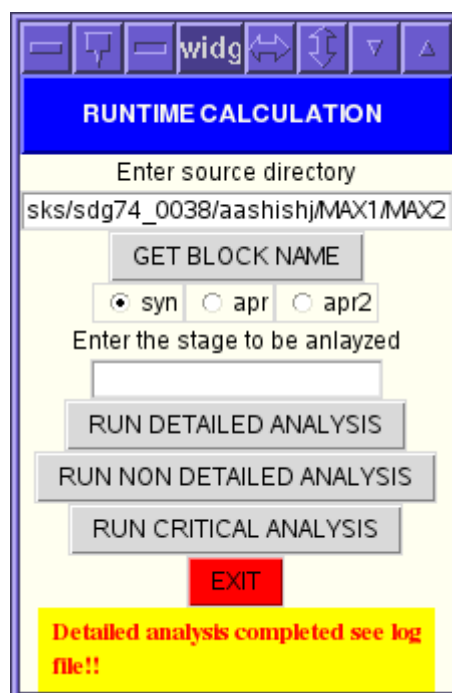 widg
RUNTIME CALCULATION
Enter source directory
sks/sdg74_0038/aashishj/MAX1/MAX2
GET BLOCK NAME
syn apr apr2
Enter the stage to be anlayzed
RUN DETAILED ANALYSIS
RUN NON DETAILED ANALYSIS
RUN CRITICAL ANALYSIS
EXIT
Detailed analysis completed see log
file!!